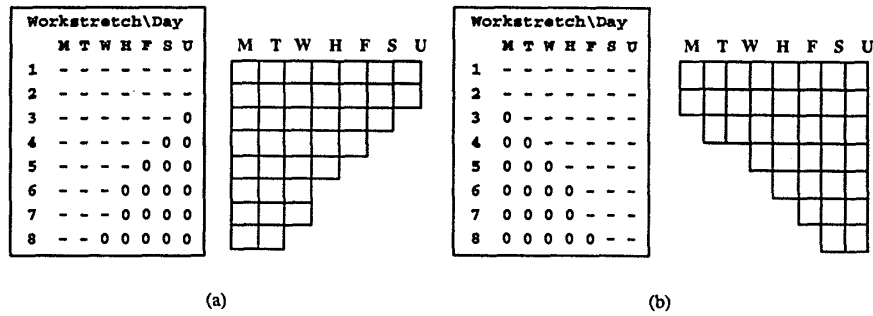 Workstretch\Day
M T W H F S U
1 - - - - - - -
2 - - - - - - -
3 - - - - - - 0
4 - - - - - 0 0
5 - - - - 0 0 0
6 - - - 0 0 0 0
7 - - - 0 0 0 0
8 - - 0 0 0 0 0
M T W H F S U
(a)
Workstretch\Day
M T W H F S U
1 - - - - - - -
2 - - - - - - -
3 0 - - - - - -
4 0 0 - - - - -
5 0 0 0 - - - -
6 0 0 0 0 - - -
7 0 0 0 0 - - -
8 0 0 0 0 0 - -
M T W H F S U
(b)